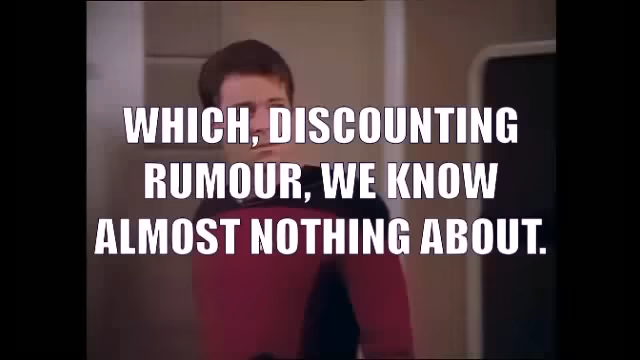 WHICH, DISCOUNTING
RUMOUR, WE KNOW
ALMOST NOTHING ABOUT.